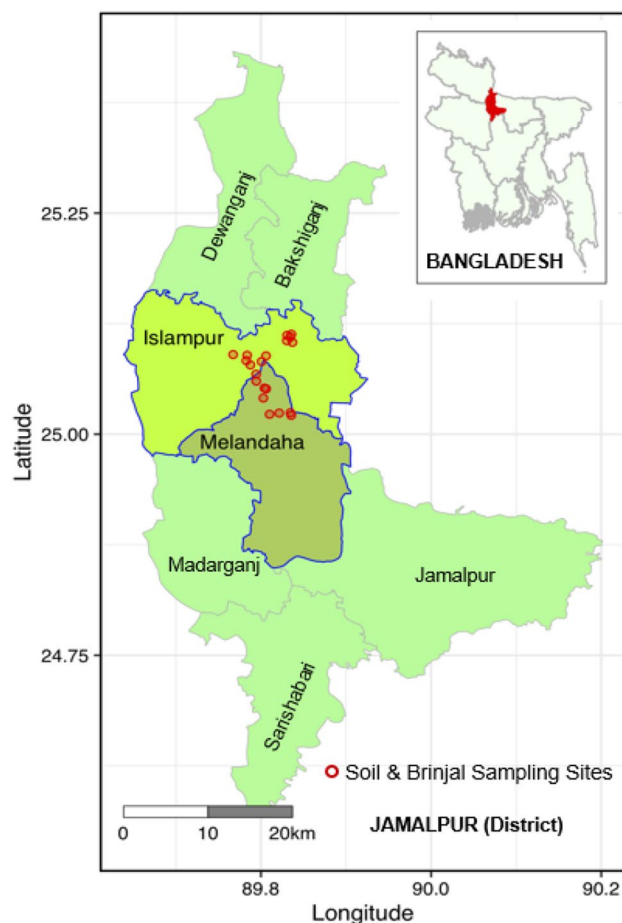 BANGLADESH
25.25
25.00
24.75
Latitude
Dewanganj
Bakshiganj
Islampur
Melandaha
Madarganj
Jamalpur
Sarishabari
Soil & Brinjal Sampling Sites
0 10 20km
JAMALPUR (District)
89.8 90.0 90.2
Longitude